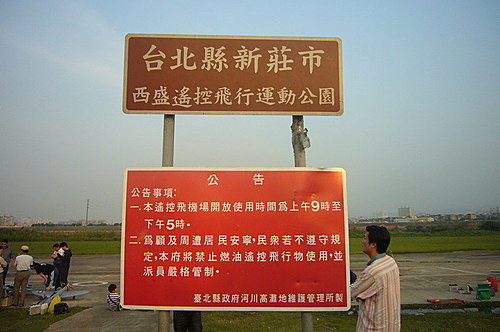 台北縣新莊市
西盛遙控飛行運動公園
公告
公告事項:
一.本遙控飛機場開放使用時間為上午9時至
下午5時。
二.為顧及周遭居民安寧,民衆若不遵守規
定,本府將禁止燃油遙控飛行物使用,並
派員嚴格管制。
臺北縣政府河川高灘地維護管理所製